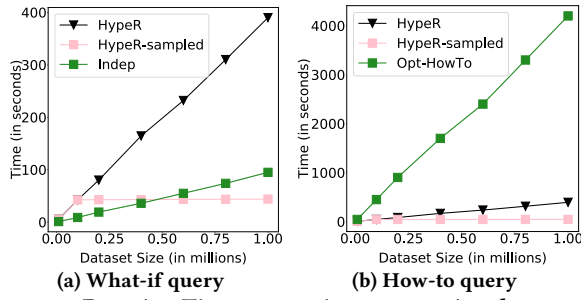 400
300
200
100
0
Time (in seconds)
HypeR
HypeR-sampled
Indep
0.00 0.25 0.50 0.75 1.00
Dataset Size (in millions)
(a) What-if query
4000
3000
2000
1000
0
Time (in seconds)
HypeR
HypeR-sampled
Opt-HowTo
0.00 0.25 0.50 0.75 1.00
Dataset Size (in millions)
(b) How-to query